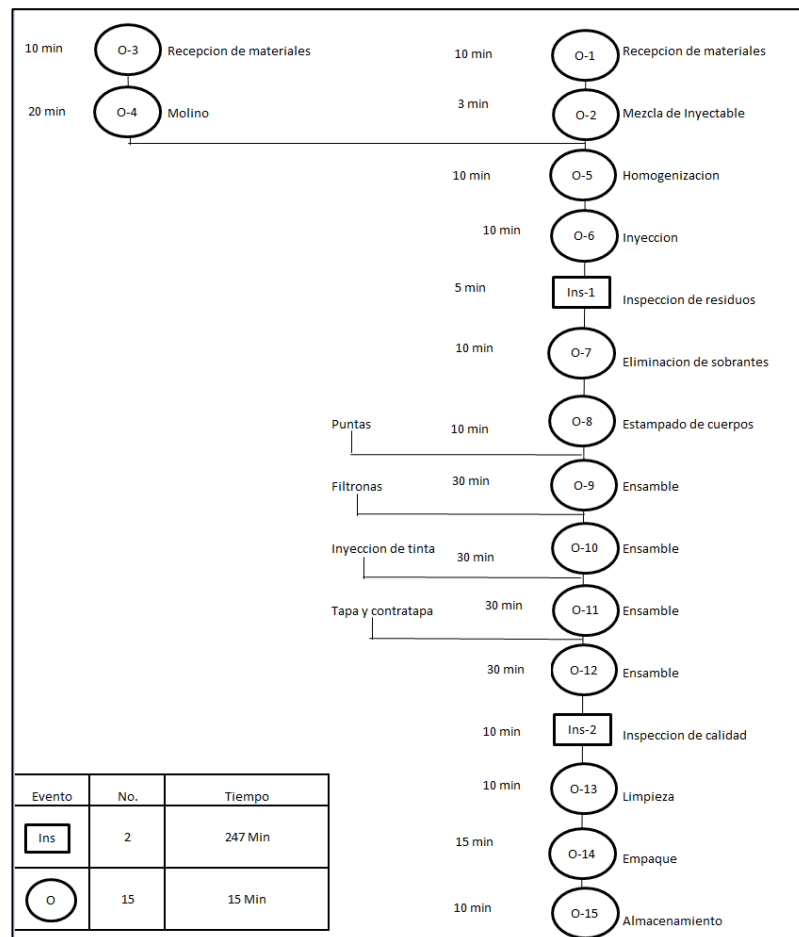 10 min O-3 Recepcion de materiales
10 min O-1 Recepcion de materiales
20 min O-4 Molino
3 min O-2 Mezcla de Inyectable
10 min O-5 Homogenizacion
10 min O-6 Inyeccion
5 min Ins-1 Inspeccion de residuos
10 min O-7 Eliminacion de sobrantes
Puntas 10 min O-8 Estampado de cuerpos
Filtronas 30 min O-9 Ensamble
Inyeccion de tinta 30 min O-10 Ensamble
Tapa y contratapa 30 min O-11 Ensamble
30 min O-12 Ensamble
10 min Ins-2 Inspeccion de calidad
10 min O-13 Limpieza
15 min O-14 Empaque
10 min O-15 Almacenamiento
Evento No. Tiempo
Ins 2 247 Min
O 15 15 Min